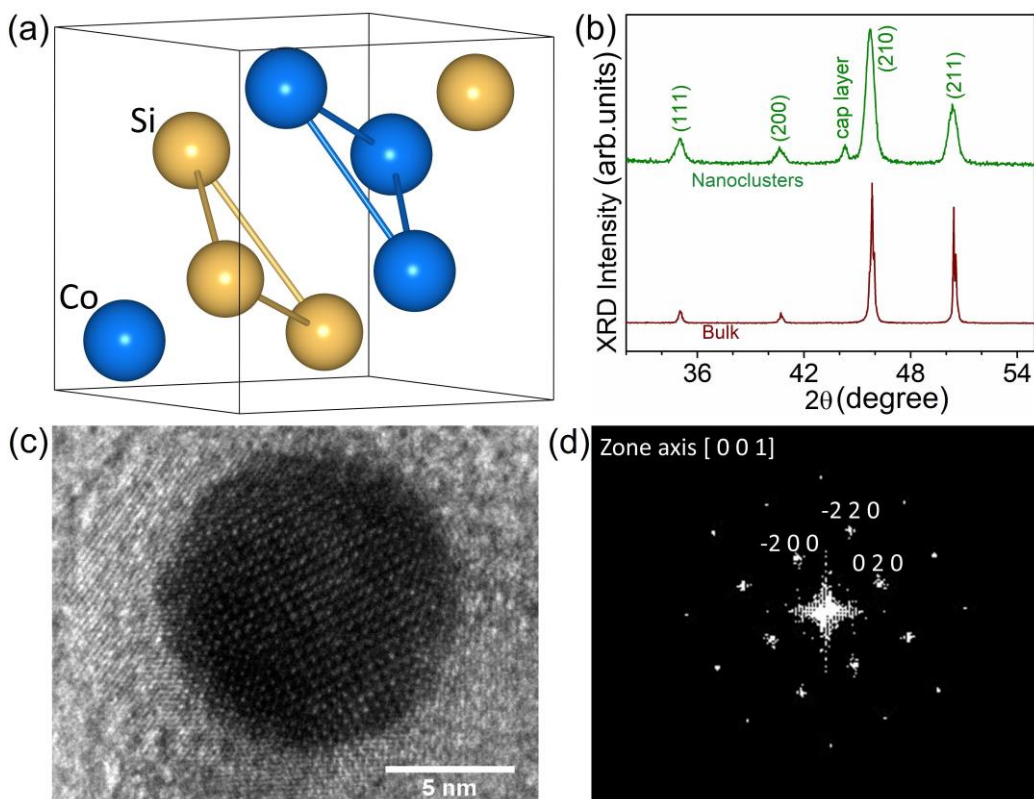 (a)
Si
Co
(b)
XRD Intensity (arb.units)
(111)
(200)
cap layer
(210)
(211)
Nanoclusters
Bulk
36
42
48
54
2θ (degree)
(c)
5 nm
(d)
Zone axis [ 0 0 1]
-2 2 0
-2 0 0
0 2 0